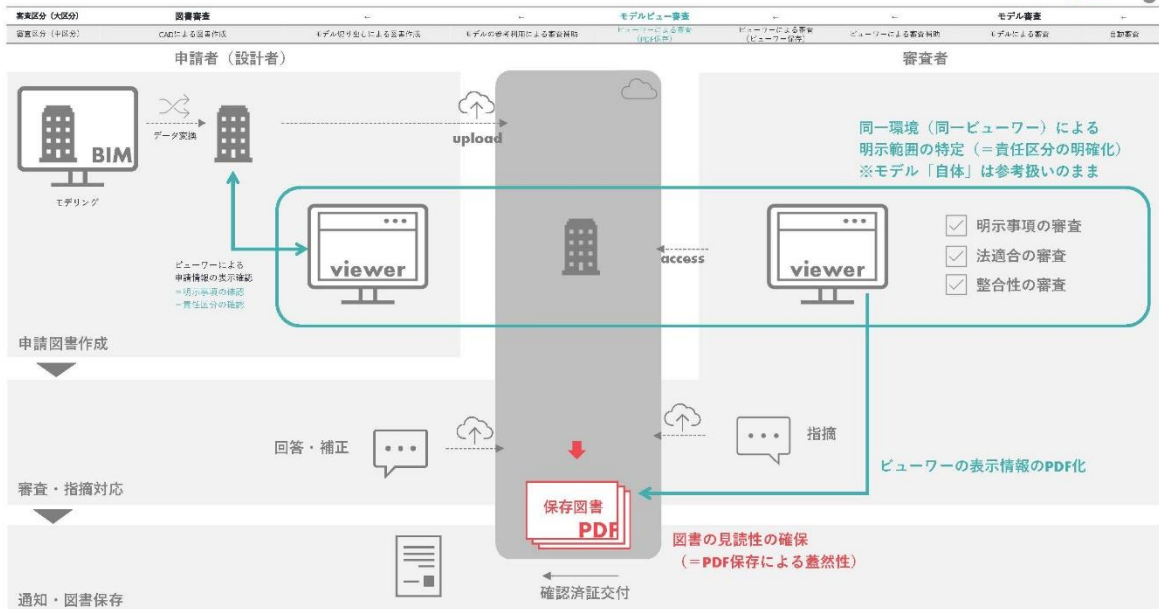 審査区分（大区分） 図書審査 ← ← モデルビュー審査 ← ← モデル審査 ←
審査区分（中区分） CADによる図書作成 モデル切り出しによる図書作成 モデルの参考利用による審査補助 ビューワーによる審査 ビューワーによる審査 ビューワーによる審査補助 モデルによる審査 自動審査
（PDF保存） （ビューワー保存）
申請者（設計者） 審査者
BIM
データ変換
モデリング
upload
同一環境（同一ビューワー）による
明示範囲の特定（＝責任区分の明確化）
※モデル「自体」は参考扱いのまま
ビューワーによる
申請情報の表示確認
＝明示事項の確認
＝責任区分の確認
viewer
access
viewer
明示事項の審査
法適合の審査
整合性の審査
申請図書作成
回答・補正
指摘
ビューワーの表示情報のPDF化
審査・指摘対応
保存図書
PDF
図書の見読性の確保
（＝PDF保存による蓋然性）
確認済証交付
通知・図書保存